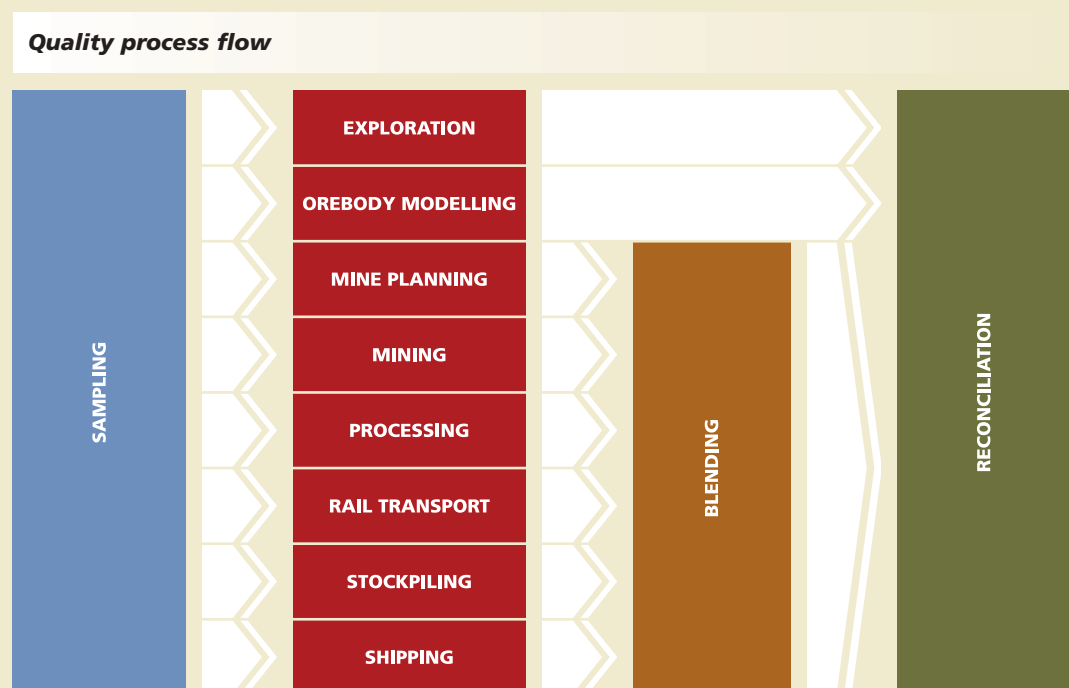 Quality process flow
SAMPLING
EXPLORATION
OREBODY MODELLING
MINE PLANNING
MINING
PROCESSING
RAIL TRANSPORT
STOCKPILING
SHIPPING
BLENDING
RECONCILIATION